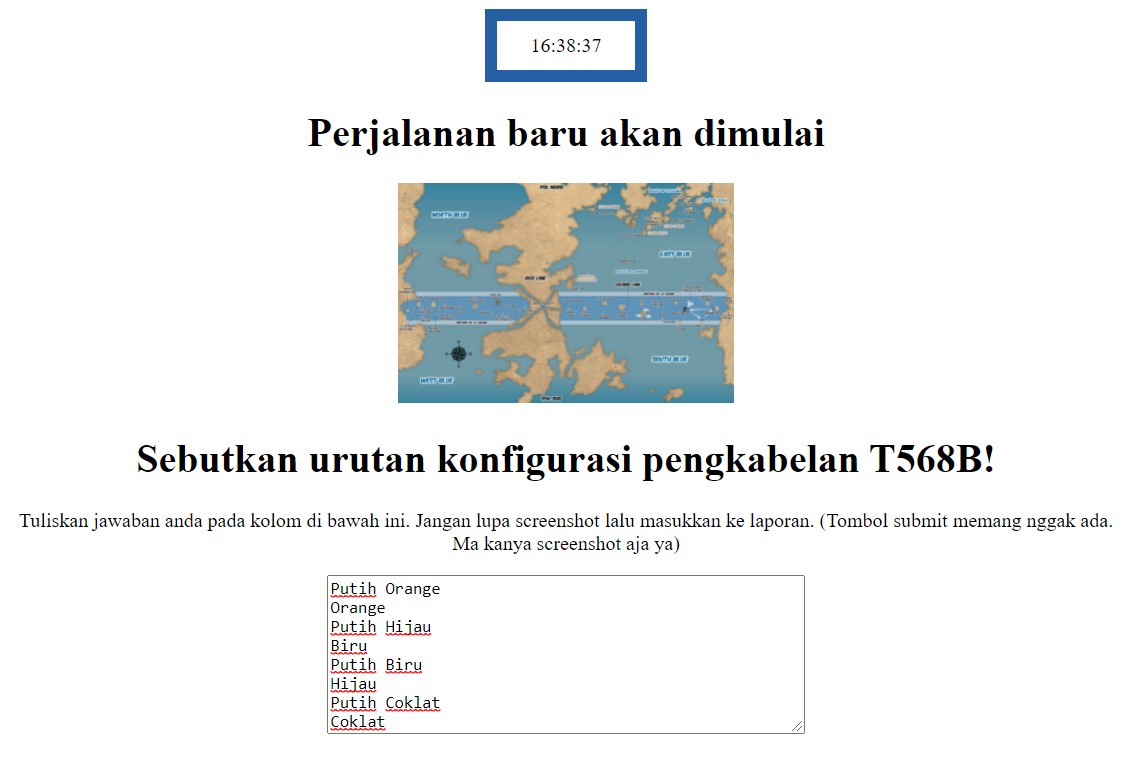 16:38:37
Perjalanan baru akan dimulai
NORTH BLUE
EAST BLUE
RED LINE
GRAND LINE
SOUTH BLUE
WEST BLUE
Sebutkan urutan konfigurasi pengkabelan T568B!
Tuliskan jawaban anda pada kolom di bawah ini. Jangan lupa screenshot lalu masukkan ke laporan. (Tombol submit memang nggak ada.
Ma kanya screenshot aja ya)
Putih Orange
Orange
Putih Hijau
Biru
Putih Biru
Hijau
Putih Coklat
Coklat